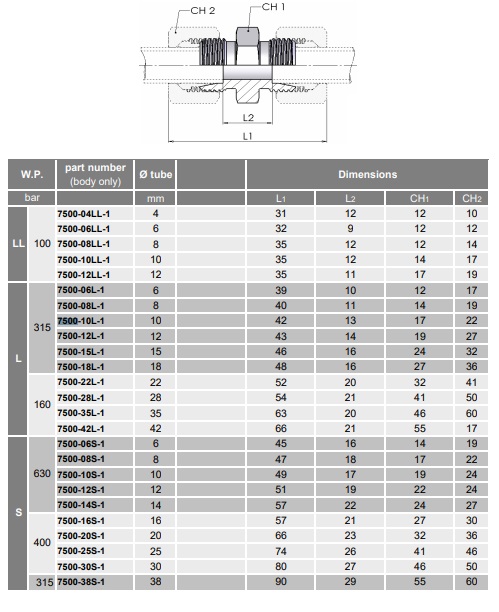 CH 2
CH 1
L2
L1
W.P. part number (body only) Ø tube Dimensions
bar mm L1 L2 CH1 CH2
LL 100 7500-04LL-1 4 31 12 12 10
7500-06LL-1 6 32 9 12 12
7500-08LL-1 8 35 12 12 14
7500-10LL-1 10 35 12 14 17
7500-12LL-1 12 35 11 17 19
L 315 7500-06L-1 6 39 10 12 17
7500-08L-1 8 40 11 14 19
7500-10L-1 10 42 13 17 22
7500-12L-1 12 43 14 19 27
7500-15L-1 15 46 16 24 32
7500-18L-1 18 48 16 27 36
160 7500-22L-1 22 52 20 32 41
7500-28L-1 28 54 21 41 50
7500-35L-1 35 63 20 46 60
7500-42L-1 42 66 21 55 17
S 630 7500-06S-1 6 45 16 14 19
7500-08S-1 8 47 18 17 22
7500-10S-1 10 49 17 19 24
7500-12S-1 12 51 19 22 24
7500-14S-1 14 57 22 24 27
400 7500-16S-1 16 57 21 27 30
7500-20S-1 20 66 23 32 36
7500-25S-1 25 74 26 41 46
7500-30S-1 30 80 27 46 50
315 7500-38S-1 38 90 29 55 60